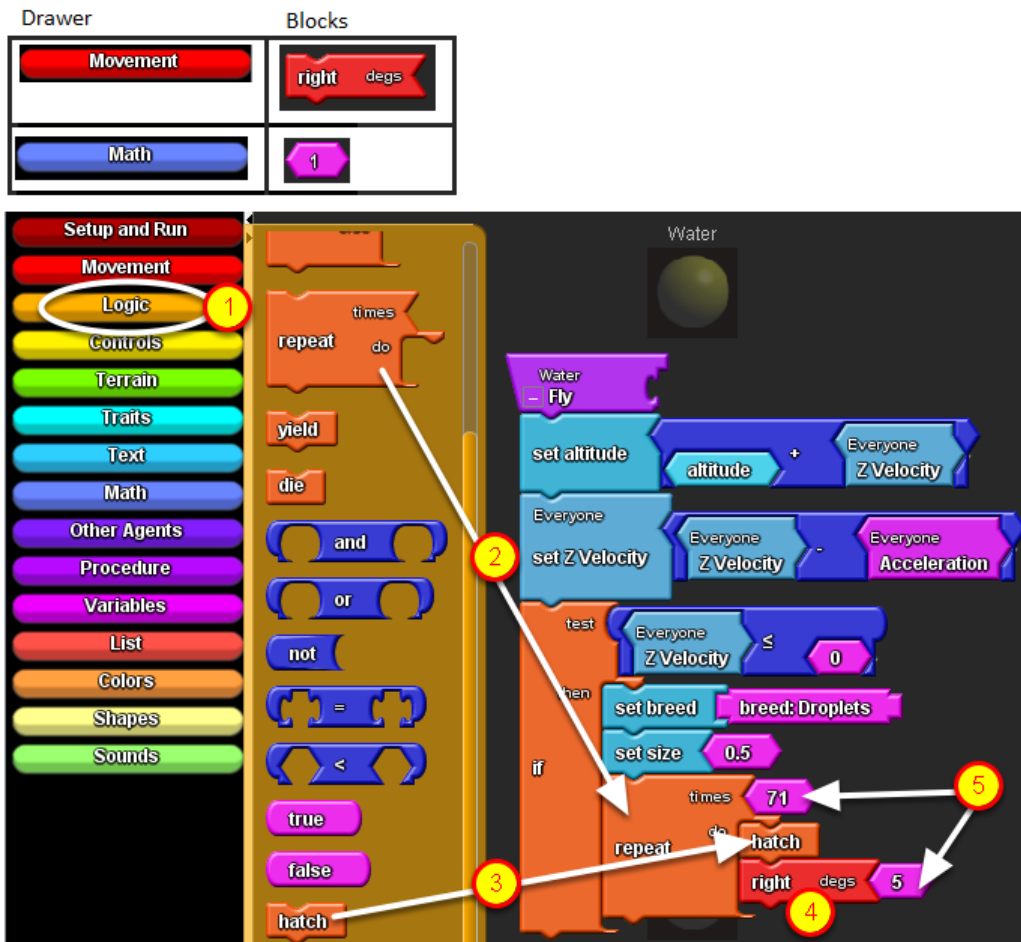 Drawer Blocks
Movement right degs
Math 1
Setup and Run
Movement
Logic 1
Controls
Terrain
Traits
Text
Math
Other Agents
Procedure
Variables
List
Colors
Shapes
Sounds
times
repeat do
yield
die
and
or
not
=
<
true
false
hatch
Water
Water
– Fly
set altitude altitude + Everyone Z Velocity
Everyone
set Z Velocity Everyone Z Velocity - Everyone Acceleration
2
test Everyone Z Velocity ≤ 0
then set breed breed: Droplets
set size 0.5
if
times 71
5
repeat do hatch
3
right degs 5
4